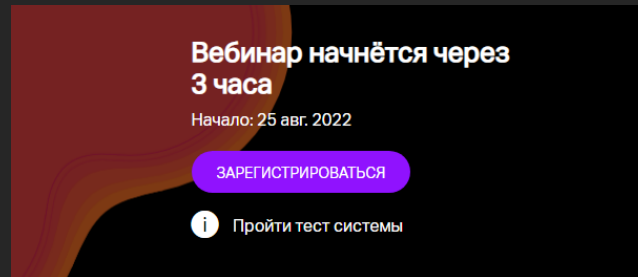 Вебинар начнётся через
3 часа
Начало: 25 авг. 2022
ЗАРЕГИСТРИРОВАТЬСЯ
i Пройти тест системы